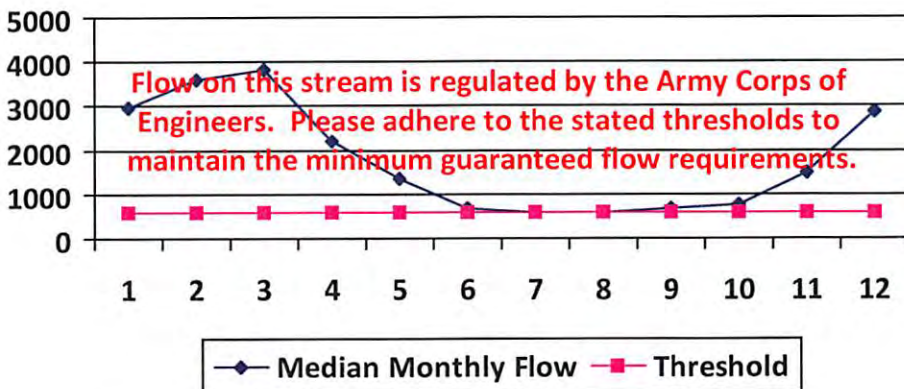 5000
4000
3000
2000
1000
0
Flow on this stream is regulated by the Army Corps of
Engineers. Please adhere to the stated thresholds to
maintain the minimum guaranteed flow requirements.
1 2 3 4 5 6 7 8 9 10 11 12
Median Monthly Flow Threshold